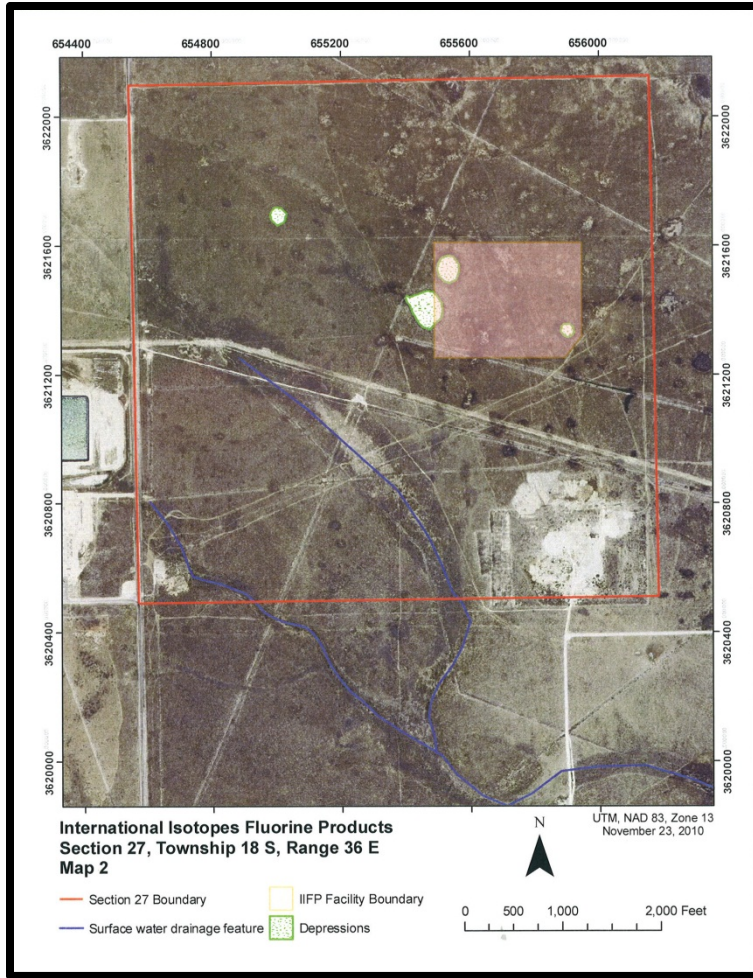 654400 654800 655200 655600 656000
3622000 3622000
3621600 3621600
3621200 3621200
3620800 3620800
3620400 3620400
3620000 3620000
International Isotopes Fluorine Products
Section 27, Township 18 S, Range 36 E
Map 2
N
UTM, NAD 83, Zone 13
November 23, 2010
Section 27 Boundary
IIFP Facility Boundary
Surface water drainage feature
Depressions
0 500 1,000 2,000 Feet